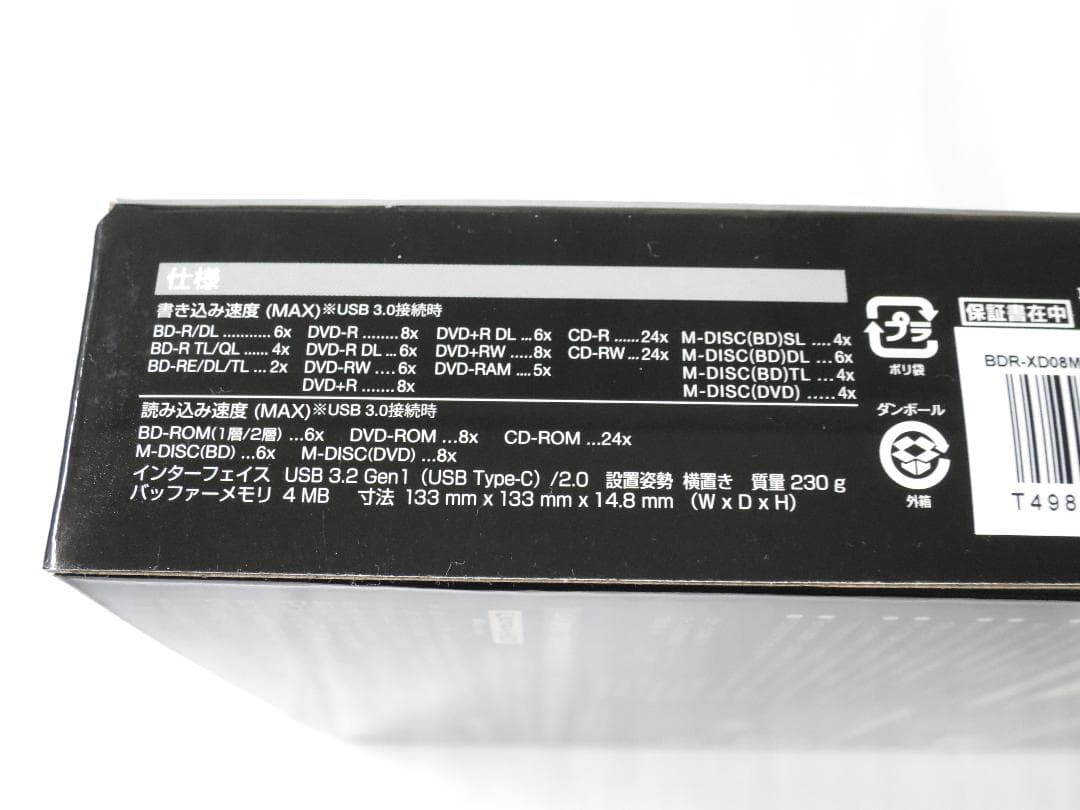 仕様
書き込み速度 (MAX)※USB 3.0接続時
BD-R/DL ........... 6x DVD-R ........ 8x DVD+R DL ... 6x CD-R ...... 24x M-DISC(BD)SL .... 4x
BD-R TL/QL ...... 4x DVD-R DL ... 6x DVD+RW ..... 8x CD-RW ... 24x M-DISC(BD)DL ... 6x
BD-RE/DL/TL ... 2x DVD-RW ..... 6x DVD-RAM .... 5x M-DISC(BD)TL ... 4x
DVD+R ....... 8x M-DISC(DVD) ..... 4x
読み込み速度 (MAX)※USB 3.0接続時
BD-ROM(1層/2層) ...6x DVD-ROM ...8x CD-ROM ...24x
M-DISC(BD) ...6x M-DISC(DVD) ...8x
インターフェイス USB 3.2 Gen1 (USB Type-C) /2.0 設置姿勢 横置き 質量 230 g
バッファーメモリ 4 MB 寸法 133 mm x 133 mm x 14.8 mm (W x D x H)
プラ
ポリ袋
ダンボール
外箱
保証書在中
BDR-XD08M
T498